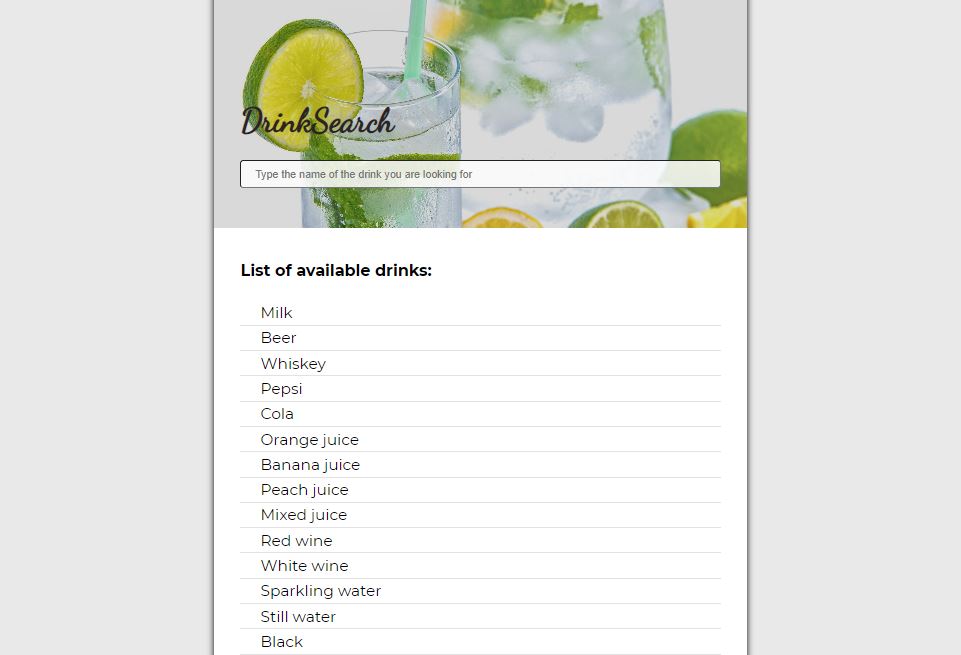 DrinkSearch
Type the name of the drink you are looking for
List of available drinks:
Milk
Beer
Whiskey
Pepsi
Cola
Orange juice
Banana juice
Peach juice
Mixed juice
Red wine
White wine
Sparkling water
Still water
Black